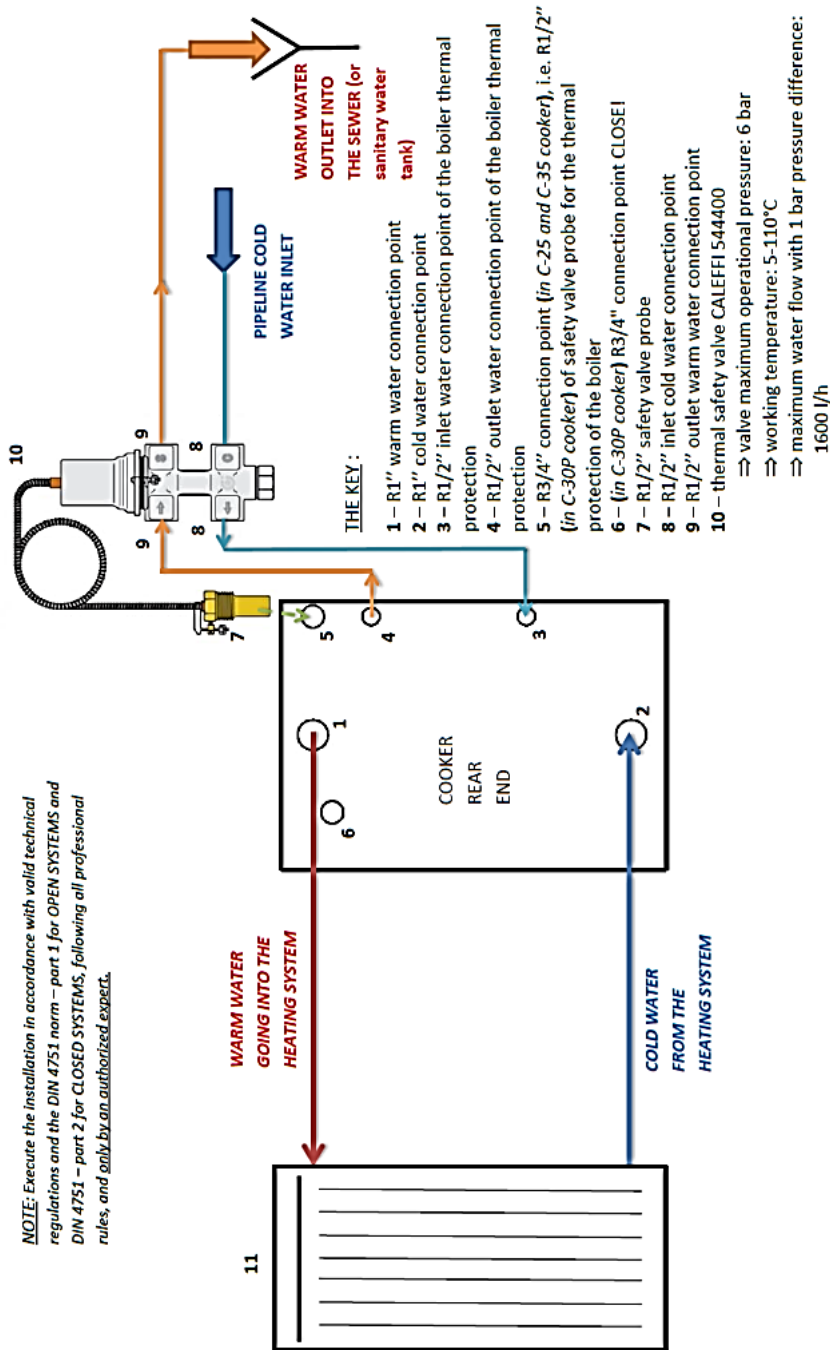 NOTE: Execute the installation in accordance with valid technical
regulations and the DIN 4751 norm – part 1 for OPEN SYSTEMS and
DIN 4751 – part 2 for CLOSED SYSTEMS, following all professional
rules, and only by an authorized expert.
11
WARM WATER
GOING INTO THE
HEATING SYSTEM
COLD WATER
FROM THE
HEATING SYSTEM
6
1
COOKER
REAR
END
2
5
4
3
7
10
9
9
8
8
PIPELINE COLD
WATER INLET
WARM WATER
OUTLET INTO
THE SEWER (or
sanitary water
tank)
THE KEY :
1 – R1'' warm water connection point
2 – R1'' cold water connection point
3 – R1/2'' inlet water connection point of the boiler thermal
protection
4 – R1/2'' outlet water connection point of the boiler thermal
protection
5 – R3/4'' connection point (in C-25 and C-35 cooker), i.e. R1/2''
(in C-30P cooker) of safety valve probe for the thermal
protection of the boiler
6 – (in C-30P cooker) R3/4" connection point CLOSE!
7 – R1/2'' safety valve probe
8 – R1/2'' inlet cold water connection point
9 – R1/2'' outlet warm water connection point
10 – thermal safety valve CALEFFI 544400
⇒ valve maximum operational pressure: 6 bar
⇒ working temperature: 5-110°C
⇒ maximum water flow with 1 bar pressure difference:
1600 l/h